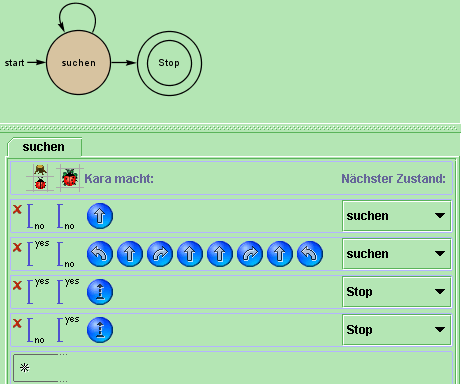 start
suchen
Stop
suchen
Kara macht: Nächster Zustand:
no no suchen
yes no suchen
yes yes Stop
no yes Stop